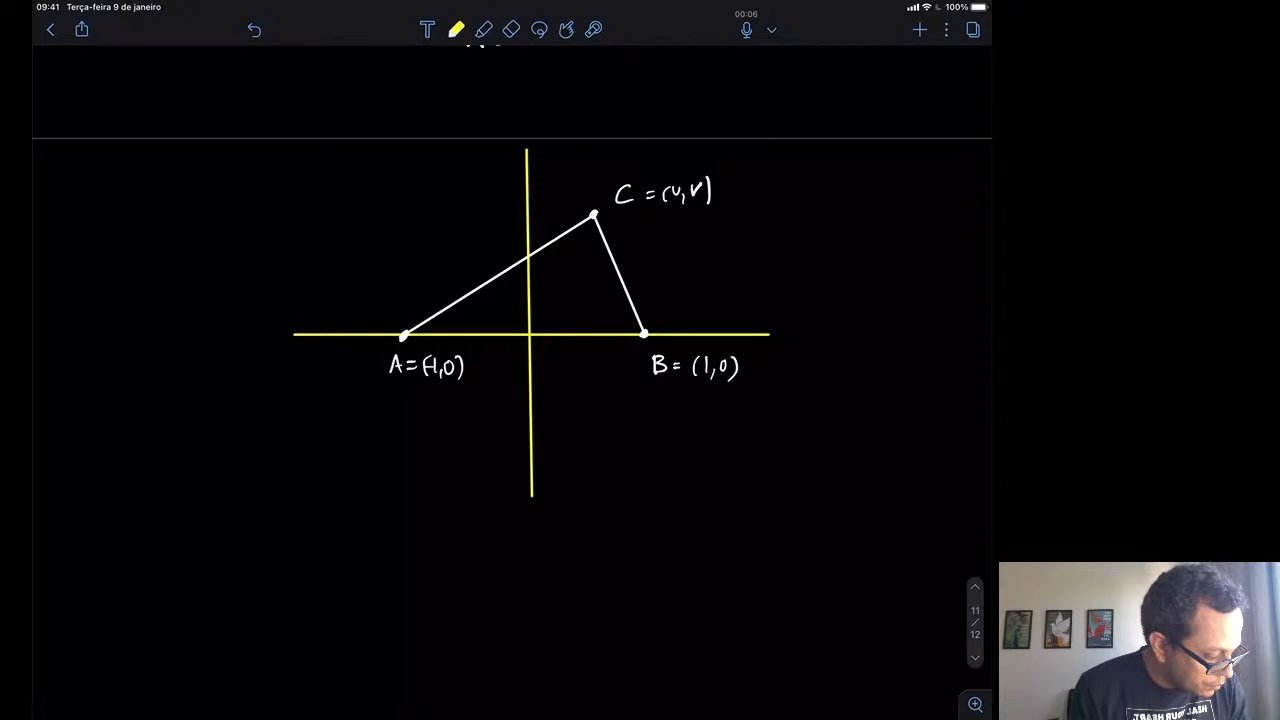 09:41 Terça-feira 9 de janeiro
100%
00:06
C = (u,v)
A=(-1,0)
B= (1,0)
11
/
12